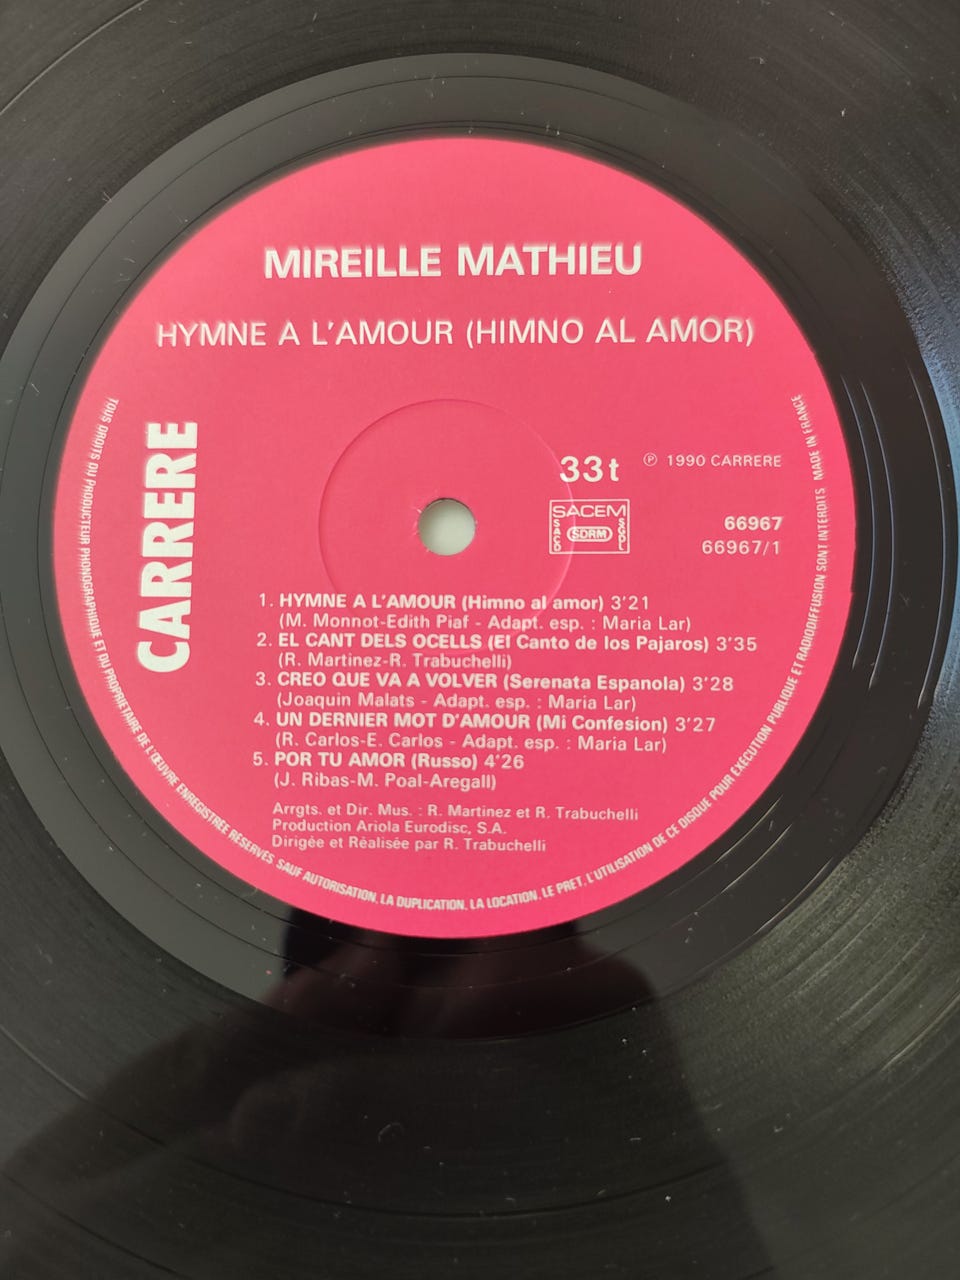 MIREILLE MATHIEU
HYMNE A L'AMOUR (HIMNO AL AMOR)
CARRERE
33t
℗ 1990 CARRERE
SACEM
SACD
SDRM
SGDL
66967
66967/1
1. HYMNE A L'AMOUR (Himno al amor) 3'21
(M. Monnot-Edith Piaf - Adapt. esp. : Maria Lar)
2. EL CANT DELS OCELLS (El Canto de los Pajaros) 3'35
(R. Martinez-R. Trabuchelli)
3. CREO QUE VA A VOLVER (Serenata Espanola) 3'28
(Joaquin Malats - Adapt. esp. : Maria Lar)
4. UN DERNIER MOT D'AMOUR (Mi Confesion) 3'27
(R. Carlos-E. Carlos - Adapt. esp. : Maria Lar)
5. POR TU AMOR (Russo) 4'26
(J. Ribas-M. Poal-Aregall)
Arrgts. et Dir. Mus. : R. Martinez et R. Trabuchelli
Production Ariola Eurodisc, S.A.
Dirigée et Réalisée par R. Trabuchelli
TOUS DROITS DU PRODUCTEUR PHONOGRAPHIQUE ET DU PROPRIETAIRE DE L'ŒUVRE ENREGISTREE RESERVES SAUF AUTORISATION, LA DUPLICATION, LA LOCATION, LE PRET, L'UTILISATION DE CE DISQUE POUR EXECUTION PUBLIQUE ET RADIODIFFUSION SONT INTERDITS MADE IN FRANCE